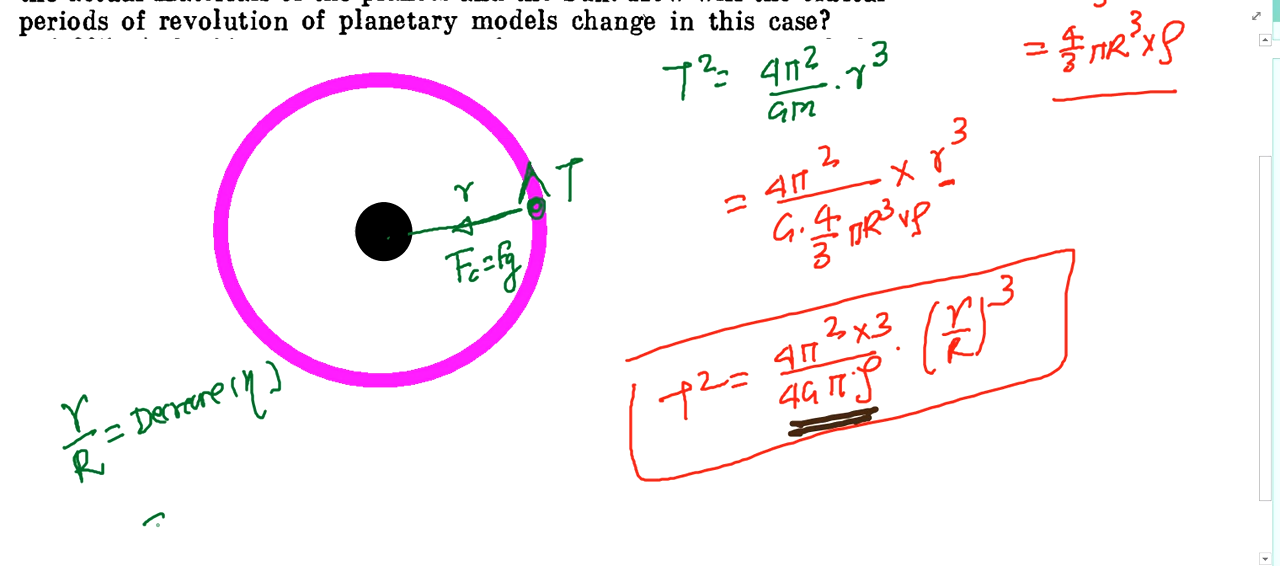 periods of revolution of planetary models change in this case?
= 4/3 πR³ × ρ
T² = 4π²/GM · r³
= 4π²/(G · 4/3 πR³ × ρ) × r³
T
r
Fc = Fg
T² = 4π² × 3/(4Gπ · ρ) · (r/R)³
r/R = Decrease (η)